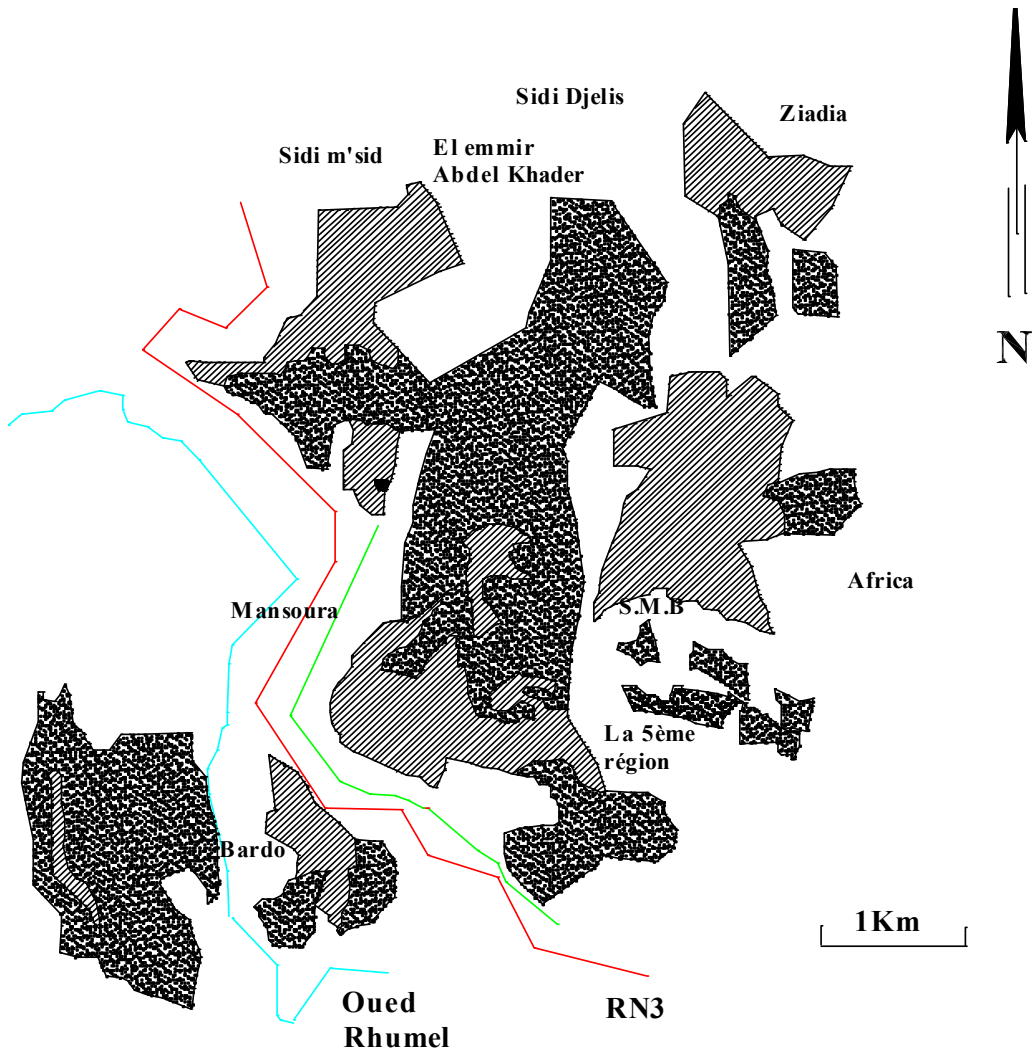 Sidi Djelis
Ziadia
El emmir
Abdel Khader
Sidi m'sid
N
Africa
S.M.B
Mansoura
La 5ème
région
Bardo
1Km
Oued
Rhumel
RN3